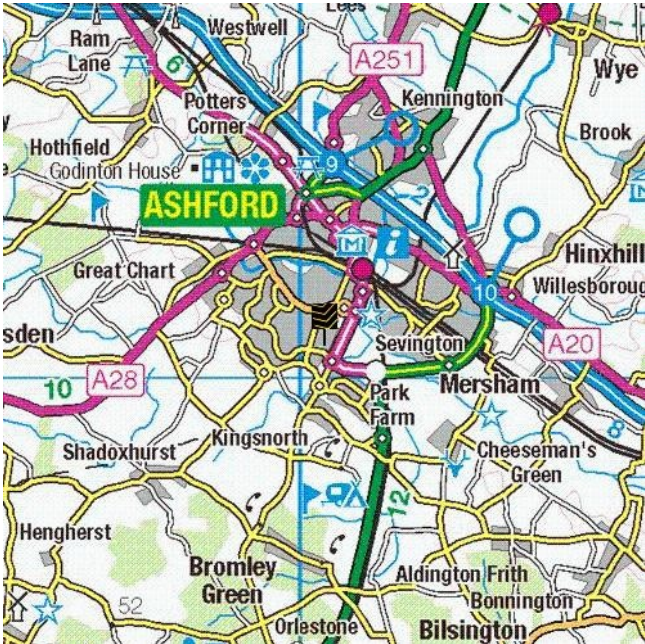 Westwell
Lees
Ram
Lane
6
A251
Wye
Potters
Corner
Kennington
Hothfield
Brook
Godinton House
9
2
ASHFORD
M
i
Hinxhill
Great Chart
10
Willesboroug
sden
Sevington
A20
10
A28
Mersham
Park
Farm
8
Kingsnorth
Shadoxhurst
Cheeseman's
Green
12
Hengherst
Bromley
Green
Aldington Frith
52
Bonnington
Orlestone
Bilsington